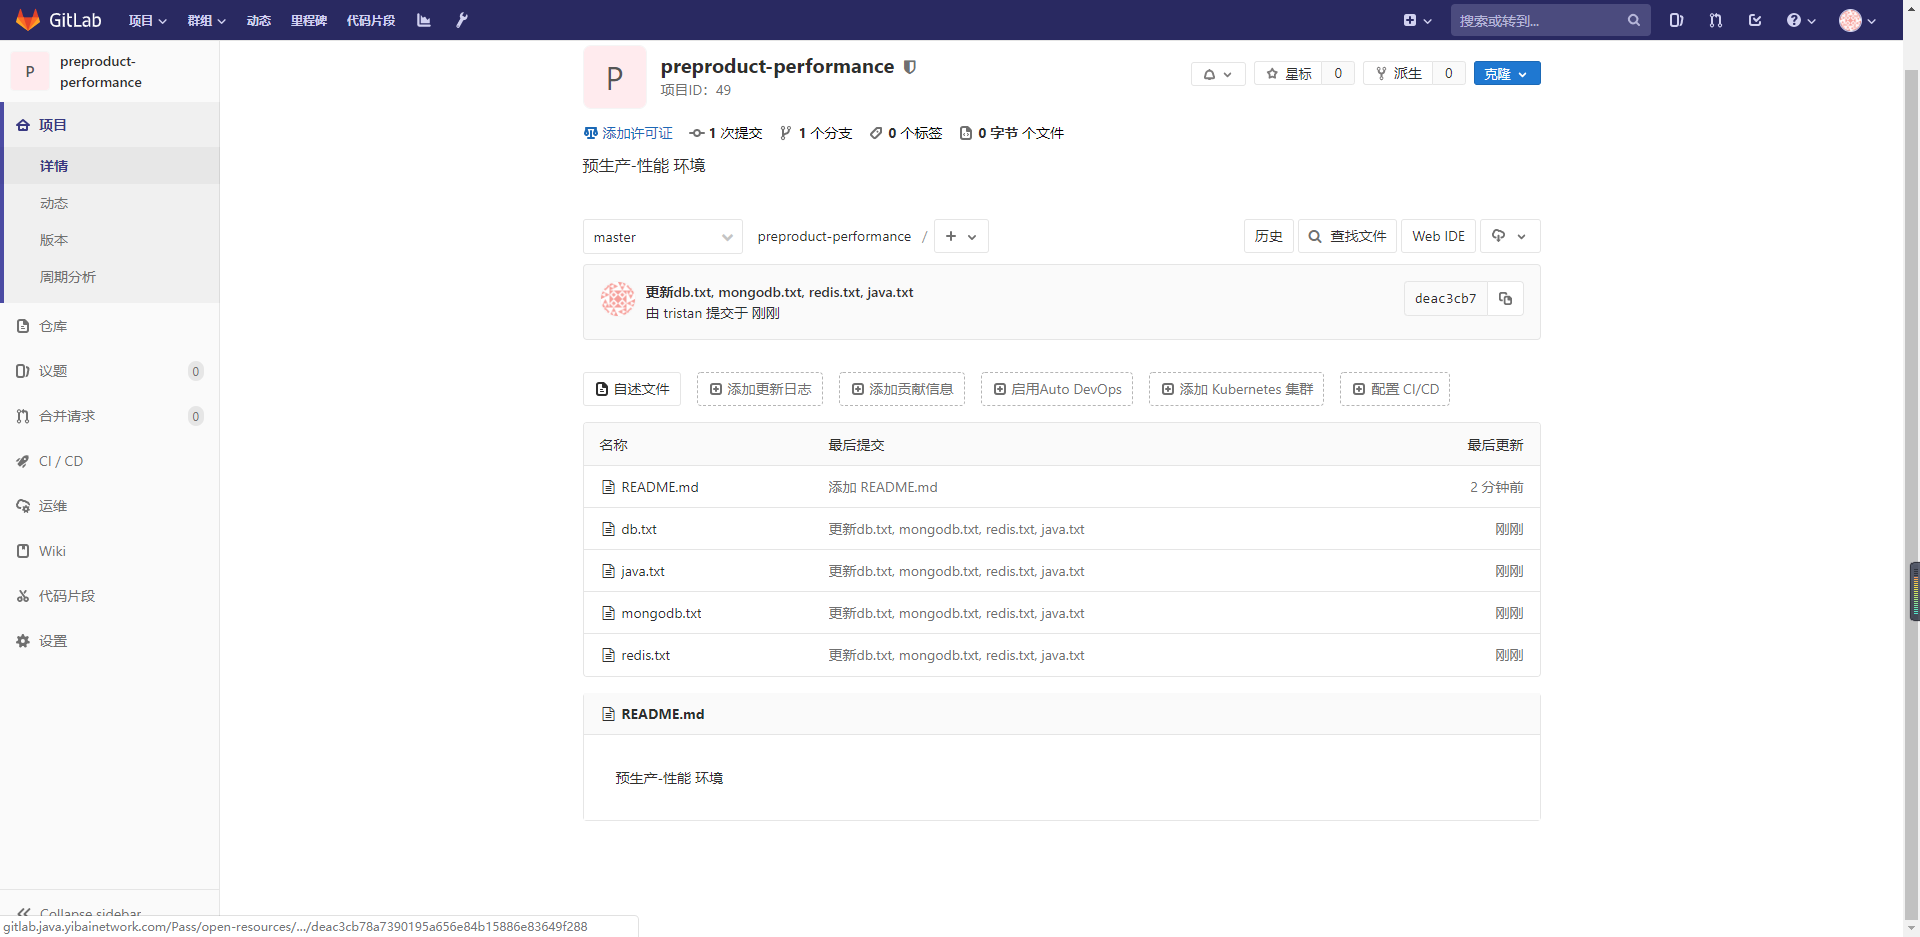 GitLab 项目 群组 动态 里程碑 代码片段 搜索或转到...
P preproduct-performance
项目
详情
动态
版本
周期分析
仓库
议题 0
合并请求 0
CI / CD
运维
Wiki
代码片段
设置
Collapse sidebar
gitlab.java.yibainetwork.com/Pass/open-resources/.../deac3cb78a7390195a656e84b15886e83649f288
P
preproduct-performance
项目ID：49
星标 0 派生 0 克隆
添加许可证 1 次提交 1 个分支 0 个标签 0 字节 个文件
预生产-性能 环境
master preproduct-performance / + 历史 查找文件 Web IDE
更新db.txt, mongodb.txt, redis.txt, java.txt
由 tristan 提交于 刚刚
deac3cb7
自述文件 添加更新日志 添加贡献信息 启用Auto DevOps 添加 Kubernetes 集群 配置 CI/CD
名称 最后提交 最后更新
README.md 添加 README.md 2 分钟前
db.txt 更新db.txt, mongodb.txt, redis.txt, java.txt 刚刚
java.txt 更新db.txt, mongodb.txt, redis.txt, java.txt 刚刚
mongodb.txt 更新db.txt, mongodb.txt, redis.txt, java.txt 刚刚
redis.txt 更新db.txt, mongodb.txt, redis.txt, java.txt 刚刚
README.md
预生产-性能 环境